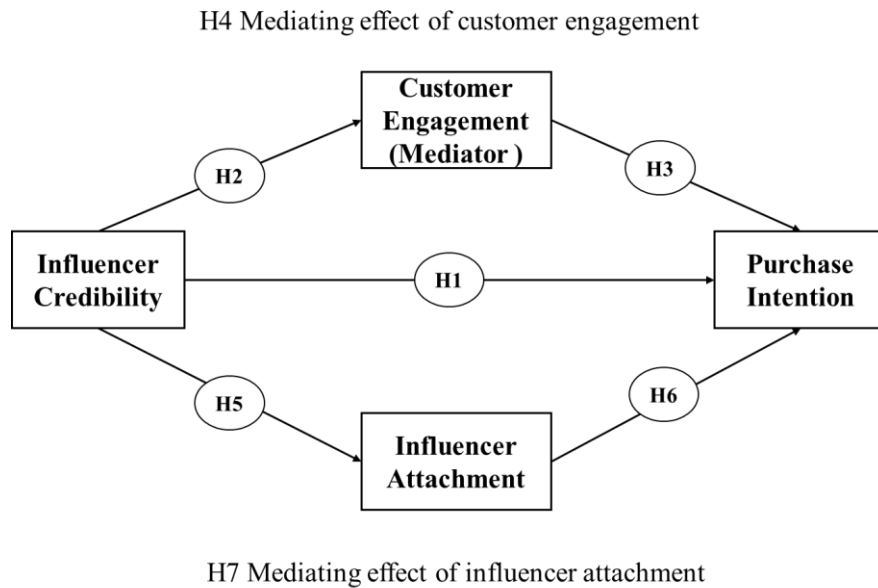 H4 Mediating effect of customer engagement
Customer
Engagement
(Mediator )
H2
H3
Influencer
Credibility
H1
Purchase
Intention
H5
H6
Influencer
Attachment
H7 Mediating effect of influencer attachment